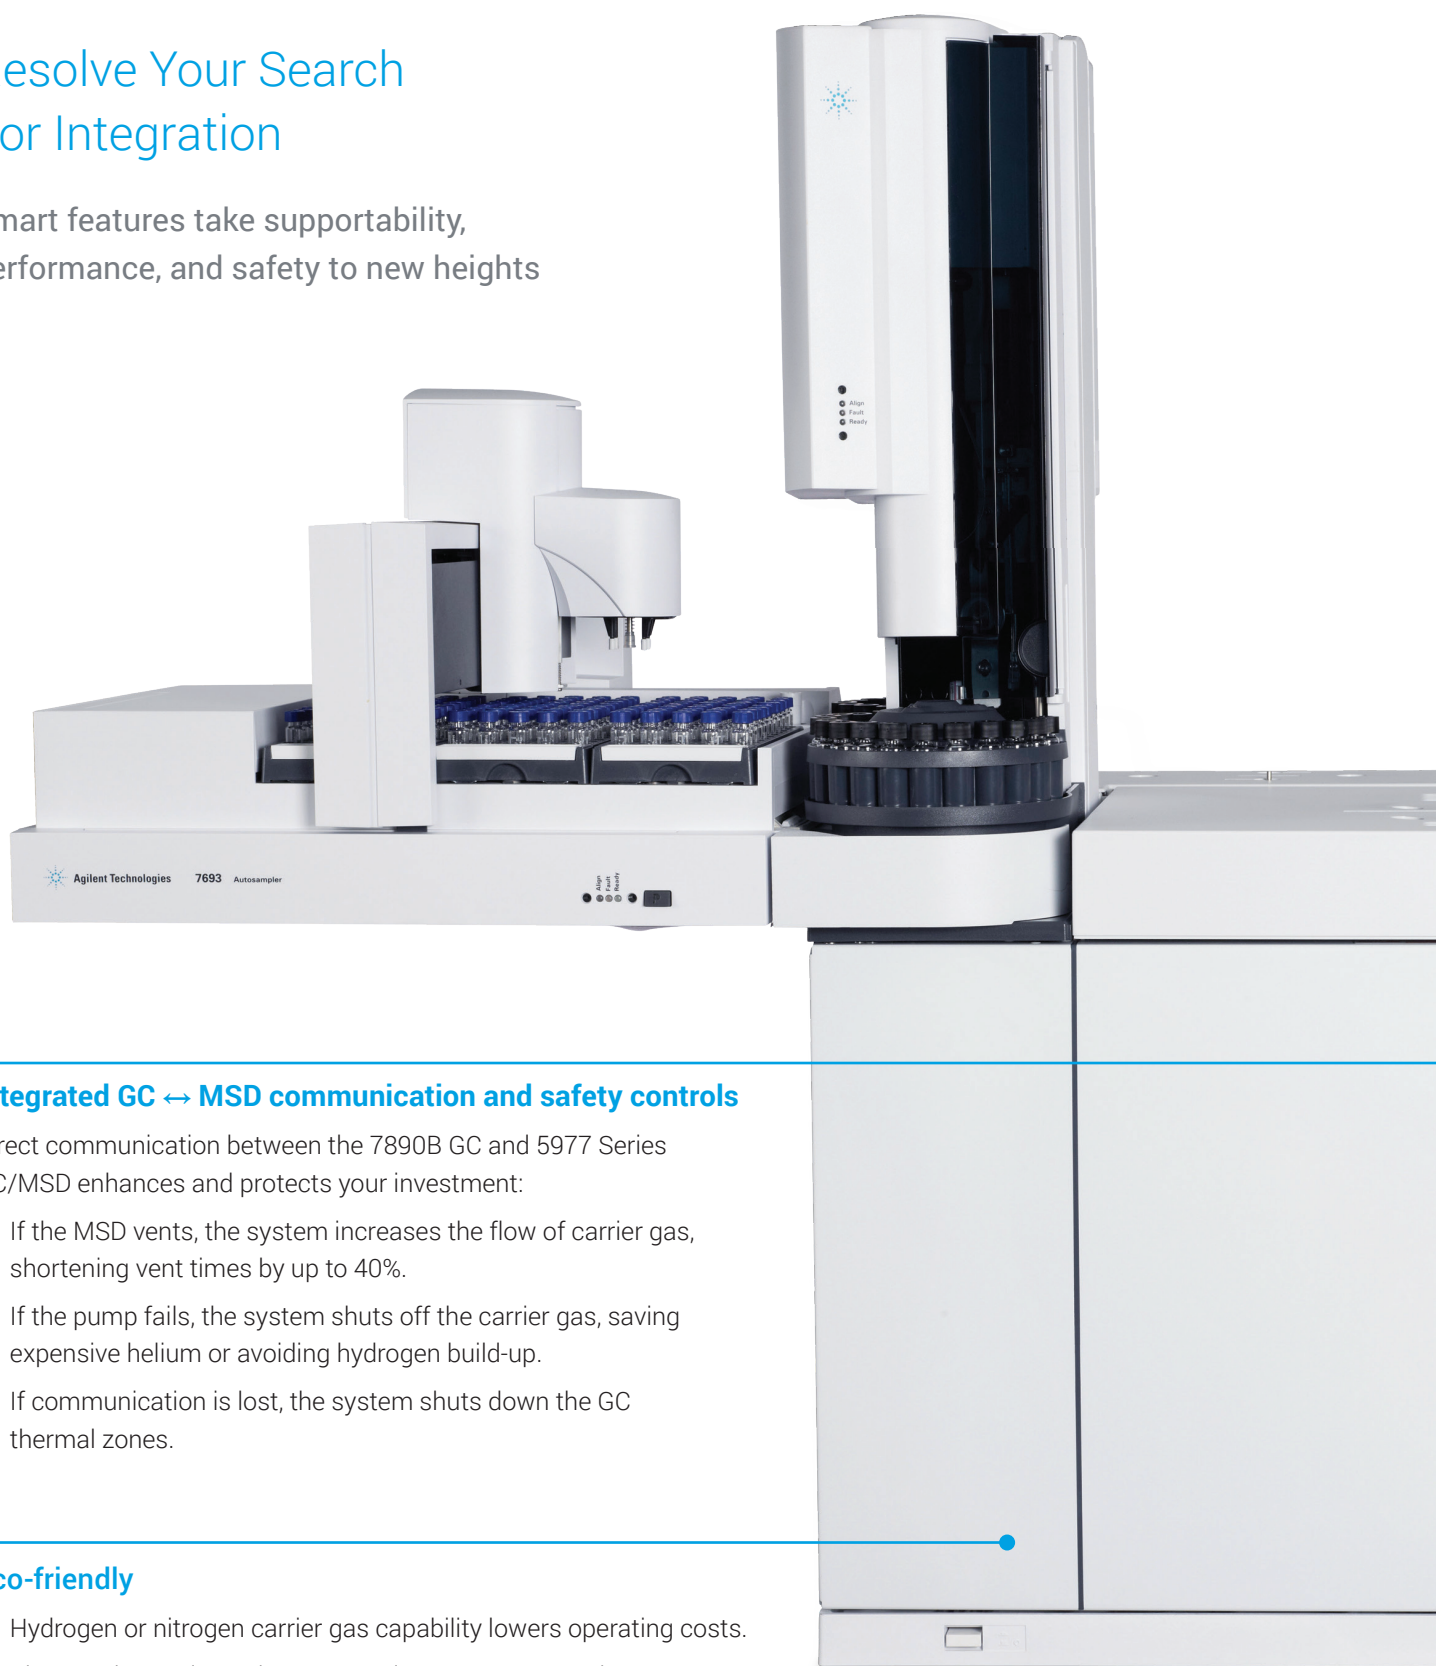 esolve Your Search
or Integration
mart features take supportability,
erformance, and safety to new heights
Align
Fault
Ready
Agilent Technologies 7693 Autosampler
Align
Fault
Ready
tegrated GC ↔ MSD communication and safety controls
rect communication between the 7890B GC and 5977 Series
C/MSD enhances and protects your investment:
If the MSD vents, the system increases the flow of carrier gas,
shortening vent times by up to 40%.
If the pump fails, the system shuts off the carrier gas, saving
expensive helium or avoiding hydrogen build-up.
If communication is lost, the system shuts down the GC
thermal zones.
co-friendly
Hydrogen or nitrogen carrier gas capability lowers operating costs.